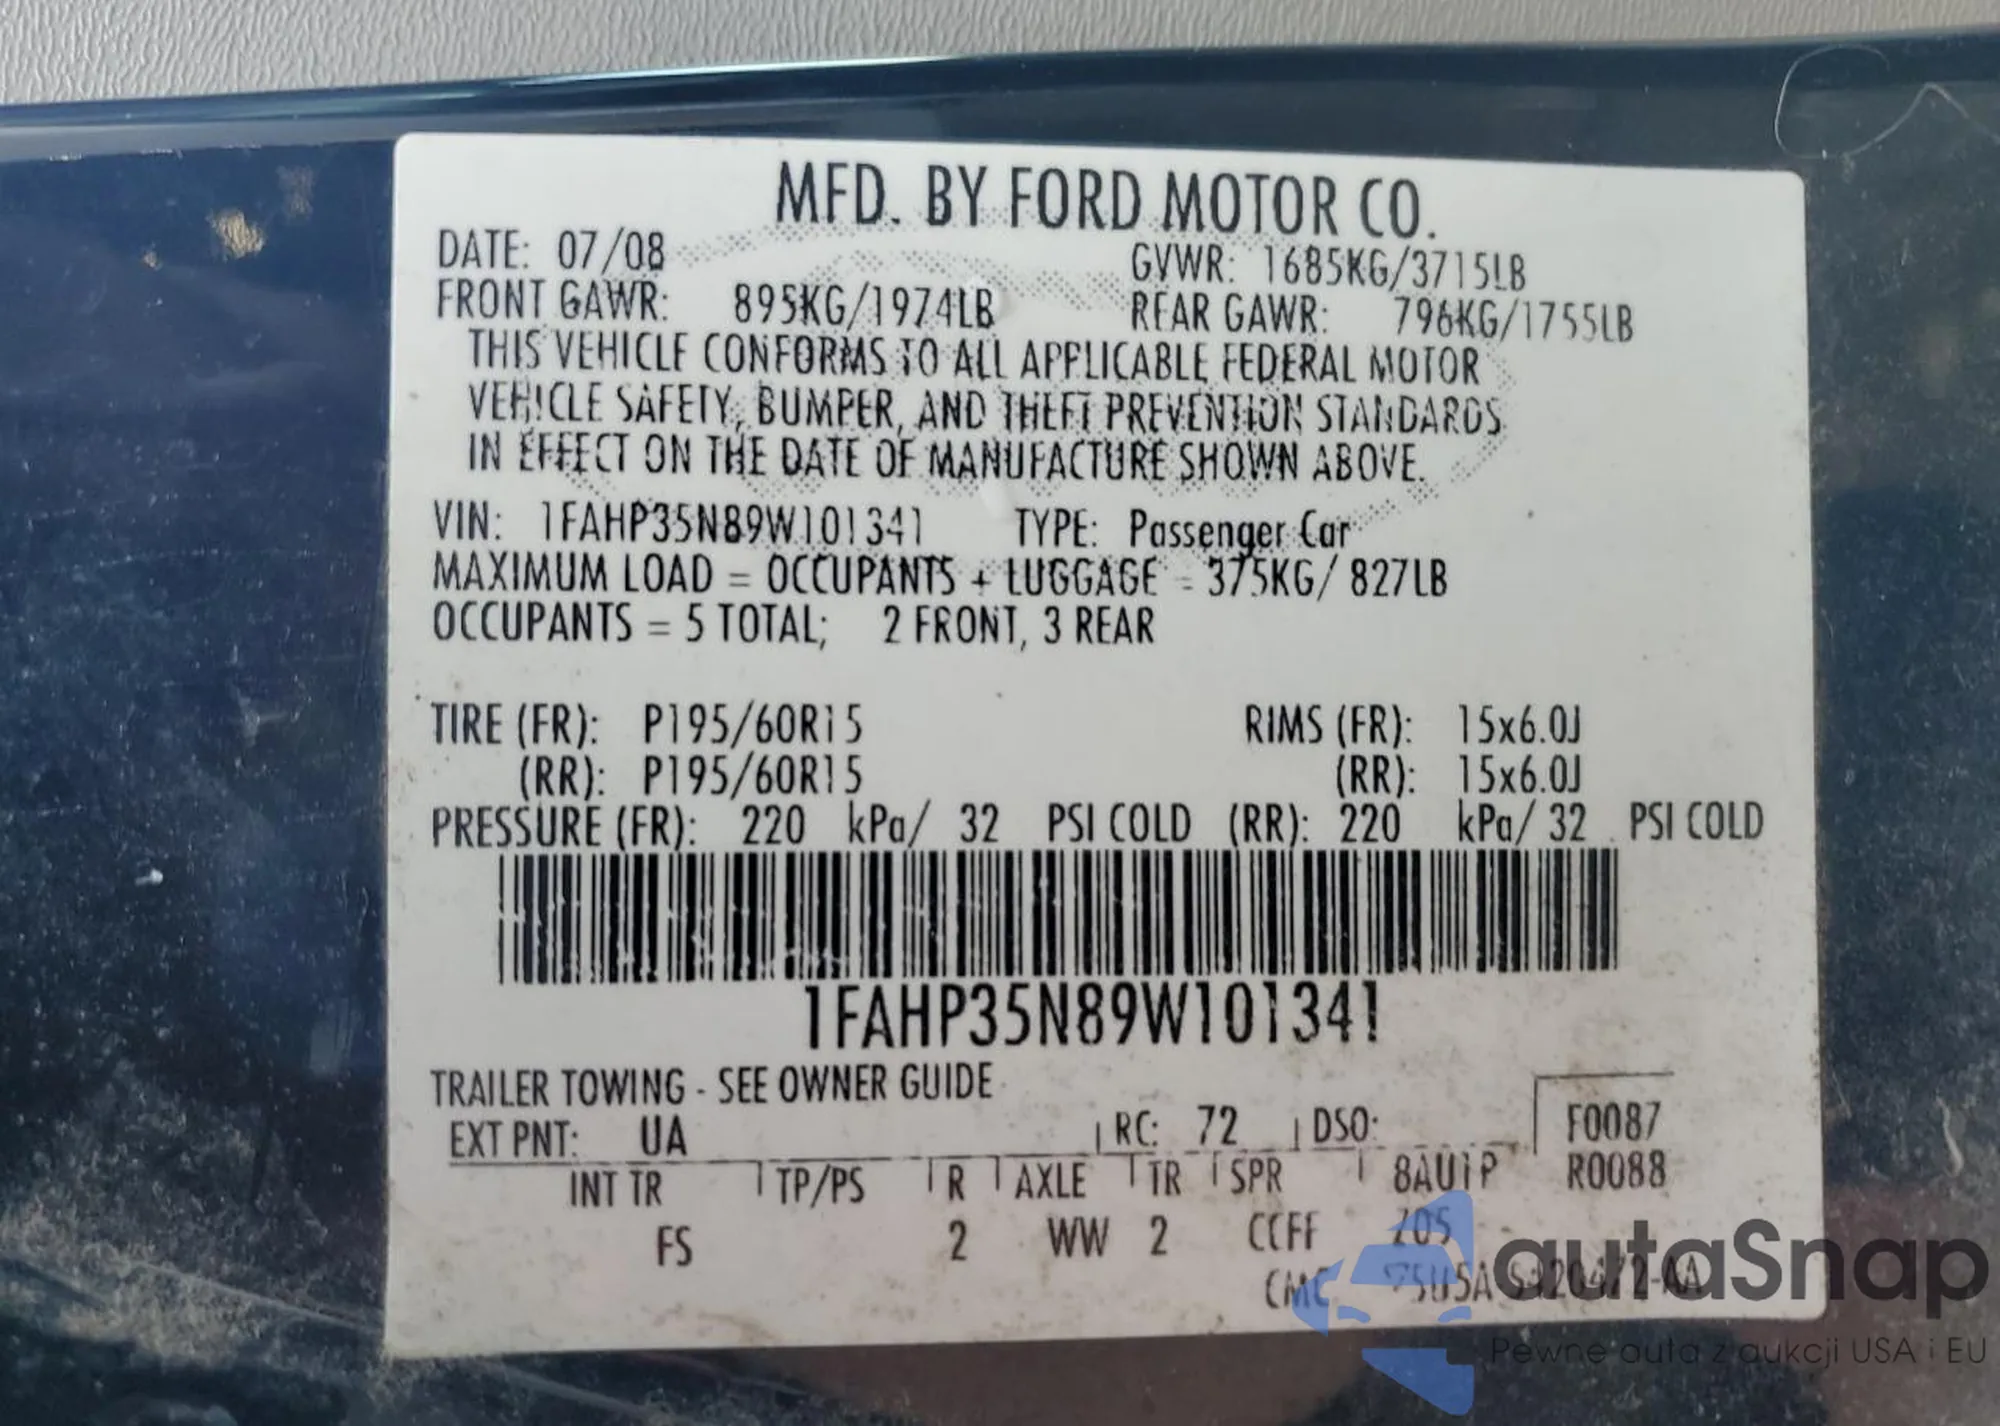 MFD. BY FORD MOTOR CO.
DATE: 07/08 GVWR: 1685KG/3715LB
FRONT GAWR: 895KG/1974LB REAR GAWR: 796KG/1755LB
THIS VEHICLE CONFORMS TO ALL APPLICABLE FEDERAL MOTOR
VEHICLE SAFETY, BUMPER, AND THEFT PREVENTION STANDARDS
IN EFFECT ON THE DATE OF MANUFACTURE SHOWN ABOVE.
VIN: 1FAHP35N89W101341 TYPE: Passenger Car
MAXIMUM LOAD = OCCUPANTS + LUGGAGE = 375KG/ 827LB
OCCUPANTS = 5 TOTAL; 2 FRONT, 3 REAR
TIRE (FR): P195/60R15 RIMS (FR): 15x6.0J
(RR): P195/60R15 (RR): 15x6.0J
PRESSURE (FR): 220 kPa/ 32 PSI COLD (RR): 220 kPa/ 32 PSI COLD
1FAHP35N89W101341
TRAILER TOWING - SEE OWNER GUIDE
EXT PNT: UA RC: 72 DSO: F0087
INT TR TP/PS R AXLE TR SPR 8AU1P R0088
FS 2 WW 2 CCFF 705
CMC
autaSnap
Pewne auta z aukcji USA i EU